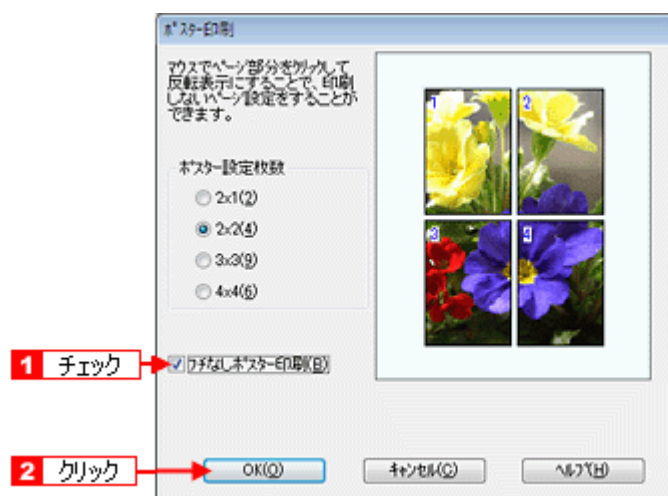 ポスター印刷
マウスでページ部分をクリックして
反転表示にすることで、印刷
しないページ設定をすることが
できます。
ポスター設定枚数
2x1(2)
2x2(4)
3x3(9)
4x4(6)
1 チェック
フチなしポスター印刷(B)
1
2
3
4
2 クリック
OK(O)
キャンセル(C)
ヘルプ(H)